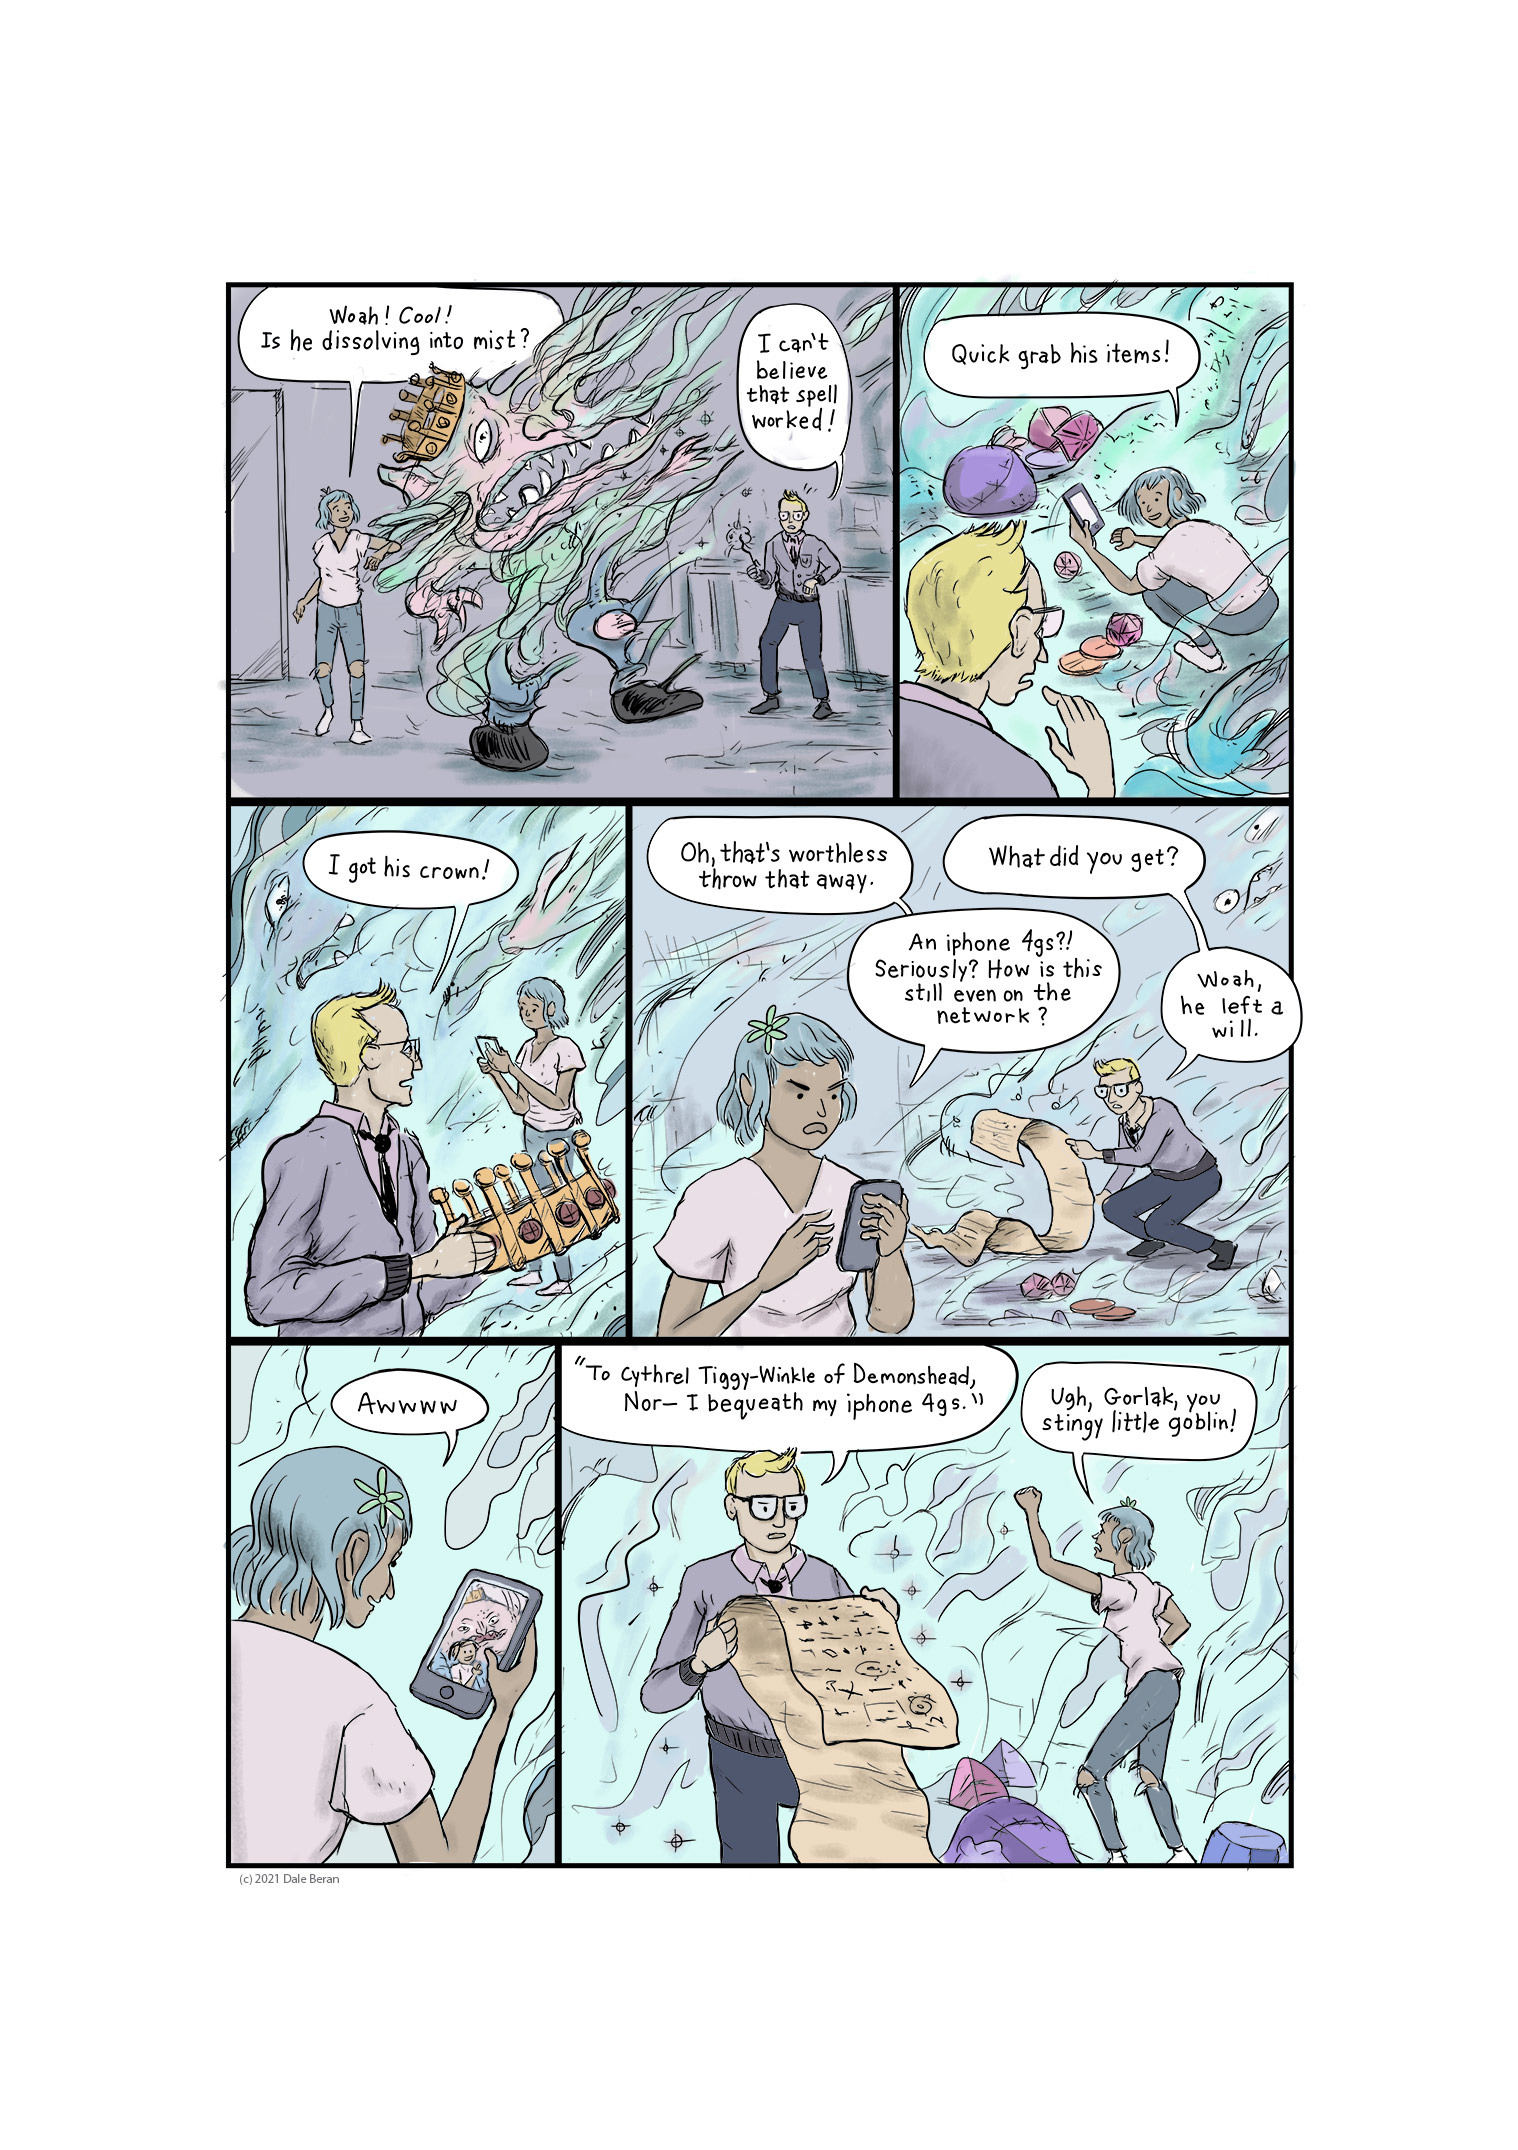 Woah! Cool!
Is he dissolving into mist?
I can't
believe
that spell
worked!
Quick grab his items!
I got his crown!
Oh, that's worthless
throw that away.
What did you get?
An iphone 4gs?!
Seriously? How is this
still even on the
network?
Woah,
he left a
will.
Awwww
"To Cythrel Tiggy-Winkle of Demonshead,
Nor— I bequeath my iphone 4gs."
Ugh, Gorlak, you
stingy little goblin!
(c) 2021 Dale Beran